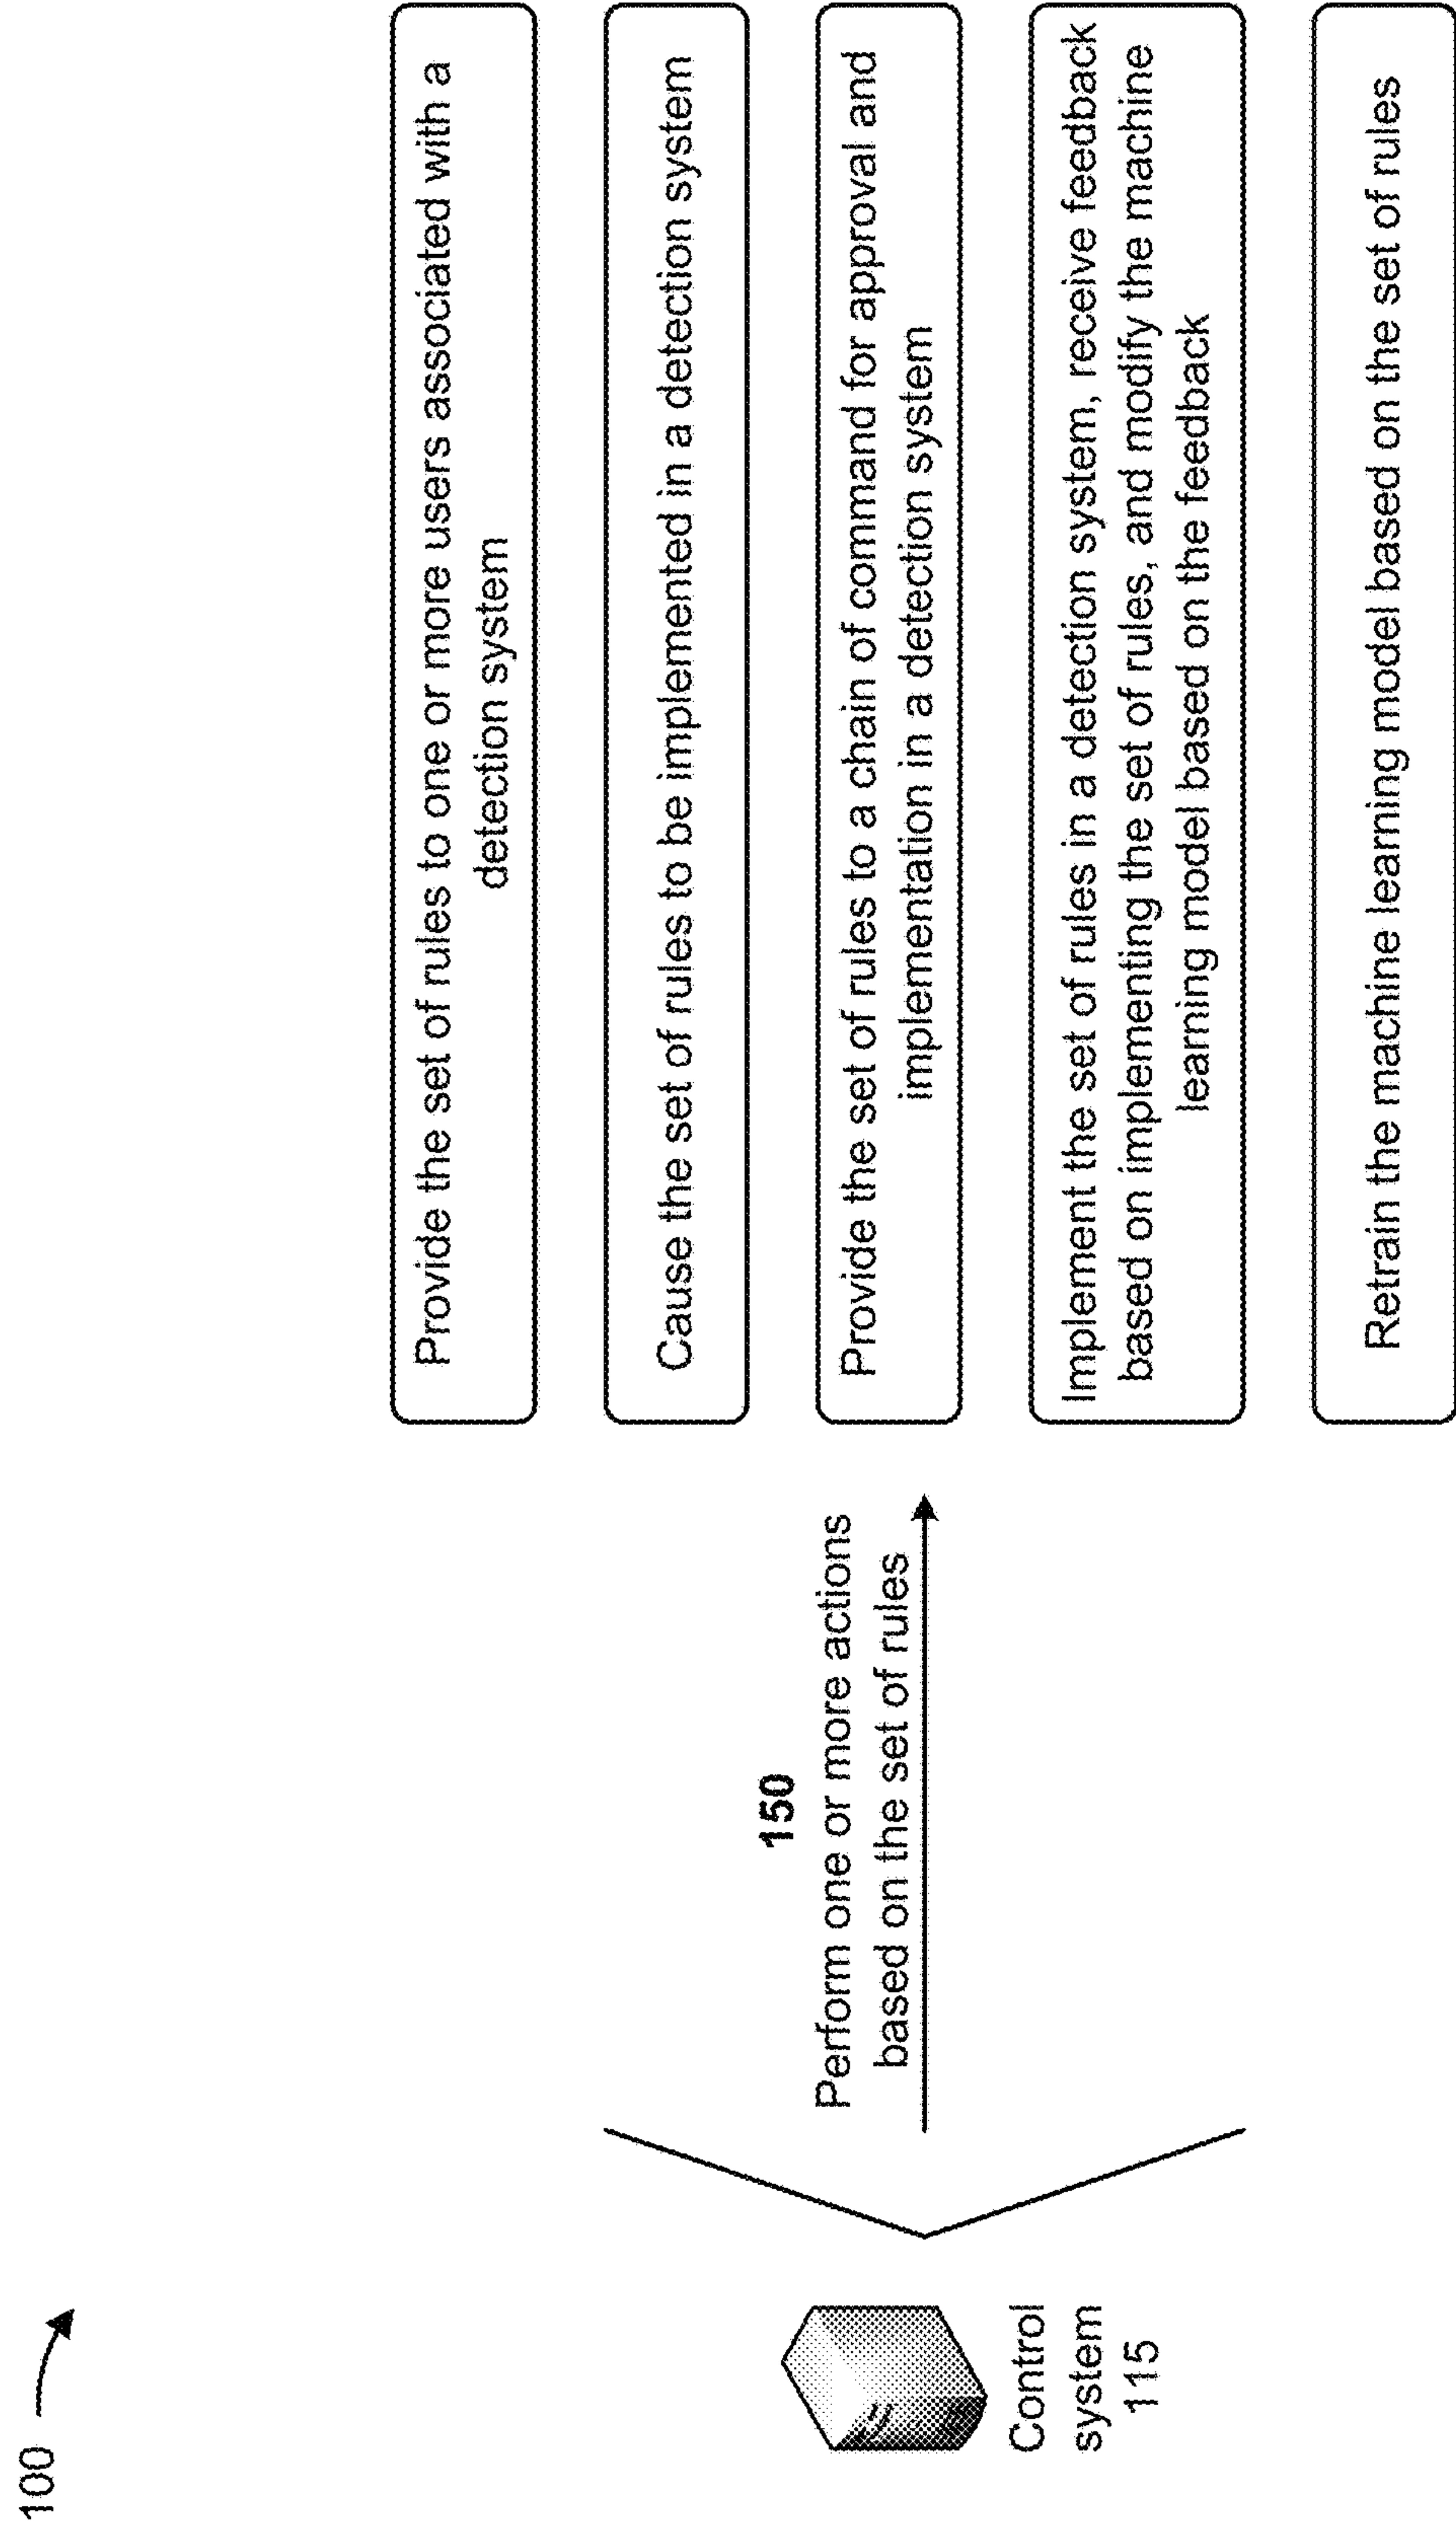 100
Control
system
115
150
Perform one or more actions
based on the set of rules
Provide the set of rules to one or more users associated with a
detection system
Cause the set of rules to be implemented in a detection system
Provide the set of rules to a chain of command for approval and
implementation in a detection system
Implement the set of rules in a detection system, receive feedback
based on implementing the set of rules, and modify the machine
learning model based on the feedback
Retrain the machine learning model based on the set of rules